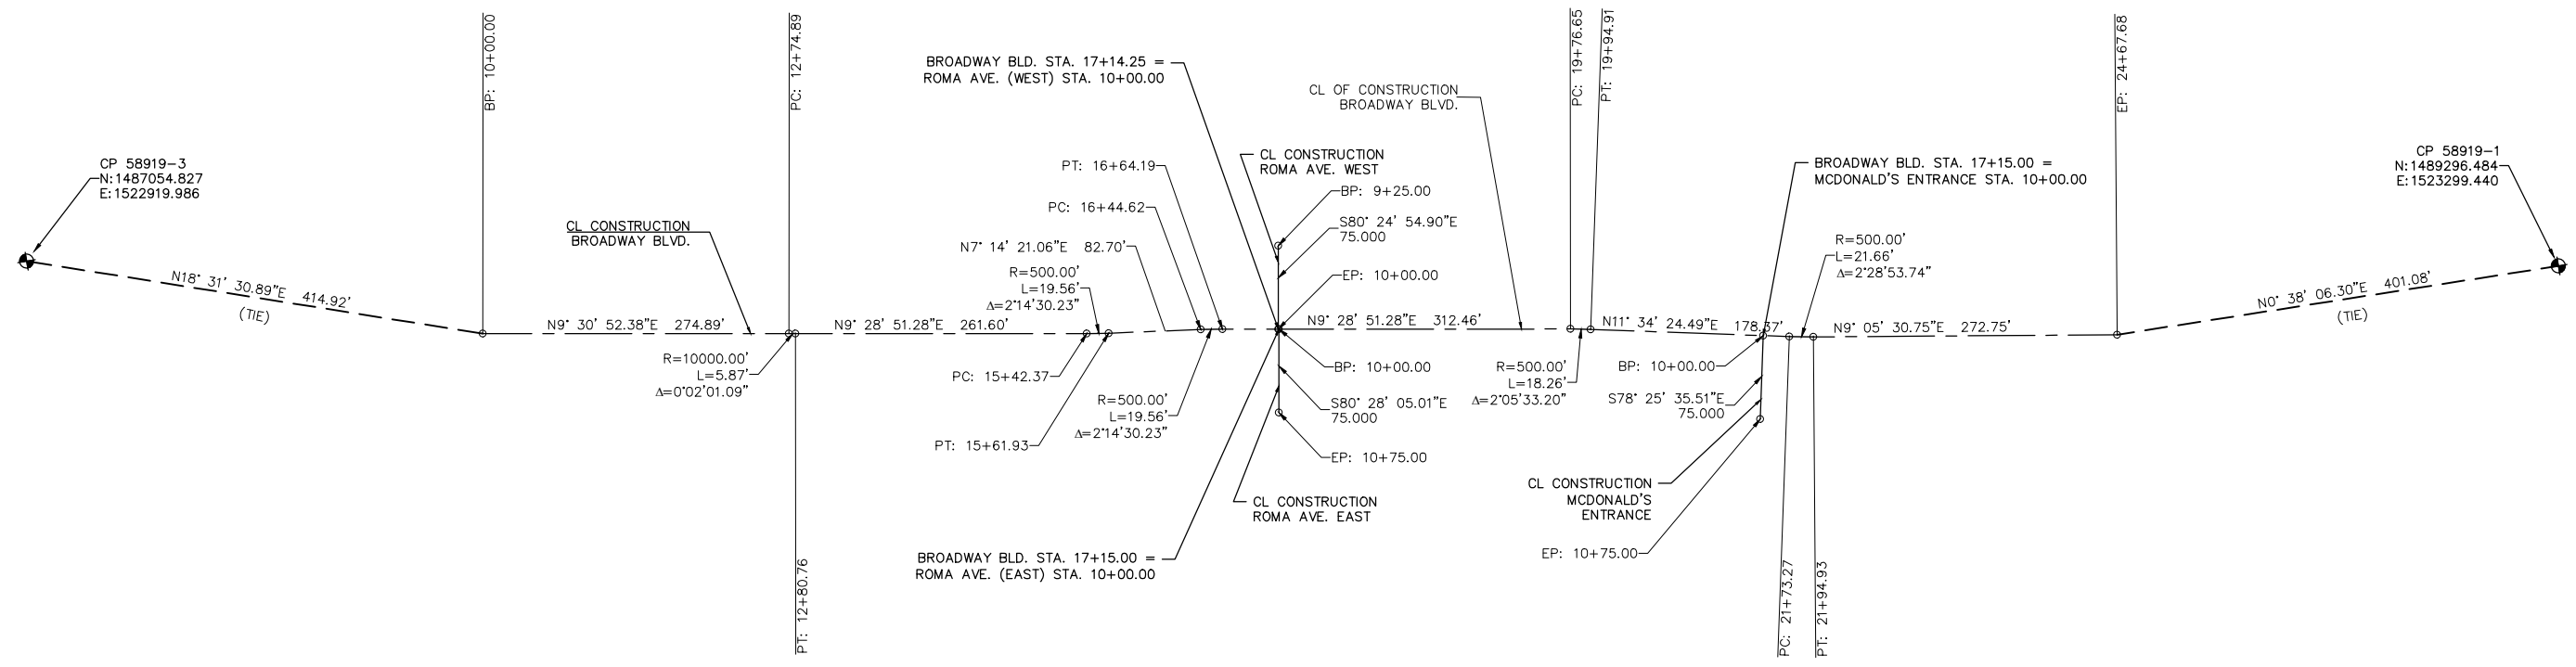 BP: 10+00.00
PC: 12+74.89
BROADWAY BLD. STA. 17+14.25 =
ROMA AVE. (WEST) STA. 10+00.00
CL OF CONSTRUCTION
BROADWAY BLVD.
PC: 19+76.65
PT: 19+94.91
EP: 24+67.68
CP 58919-3
N:1487054.827
E:1522919.986
CL CONSTRUCTION
BROADWAY BLVD.
PT: 16+64.19
PC: 16+44.62
N7° 14' 21.06"E 82.70'
R=500.00'
L=19.56'
Δ=2°14'30.23"
CL CONSTRUCTION
ROMA AVE. WEST
BP: 9+25.00
S80° 24' 54.90"E
75.000
EP: 10+00.00
BROADWAY BLD. STA. 17+15.00 =
MCDONALD'S ENTRANCE STA. 10+00.00
R=500.00'
L=21.66'
Δ=2°28'53.74"
CP 58919-1
N:1489296.484
E:1523299.440
N18° 31' 30.89"E 414.92'
(TIE)
N9° 30' 52.38"E 274.89'
N9° 28' 51.28"E 261.60'
N9° 28' 51.28"E 312.46'
N11° 34' 24.49"E 178.37'
N9° 05' 30.75"E 272.75'
N0° 38' 06.30"E 401.08'
(TIE)
R=10000.00'
L=5.87'
Δ=0°02'01.09"
PC: 15+42.37
R=500.00'
L=19.56'
Δ=2°14'30.23"
PT: 15+61.93
BP: 10+00.00
S80° 28' 05.01"E
75.000
EP: 10+75.00
CL CONSTRUCTION
ROMA AVE. EAST
R=500.00'
L=18.26'
Δ=2°05'33.20"
BP: 10+00.00
S78° 25' 35.51"E
75.000
CL CONSTRUCTION
MCDONALD'S
ENTRANCE
EP: 10+75.00
BROADWAY BLD. STA. 17+15.00 =
ROMA AVE. (EAST) STA. 10+00.00
PT: 12+80.76
PC: 21+73.27
PT: 21+94.93